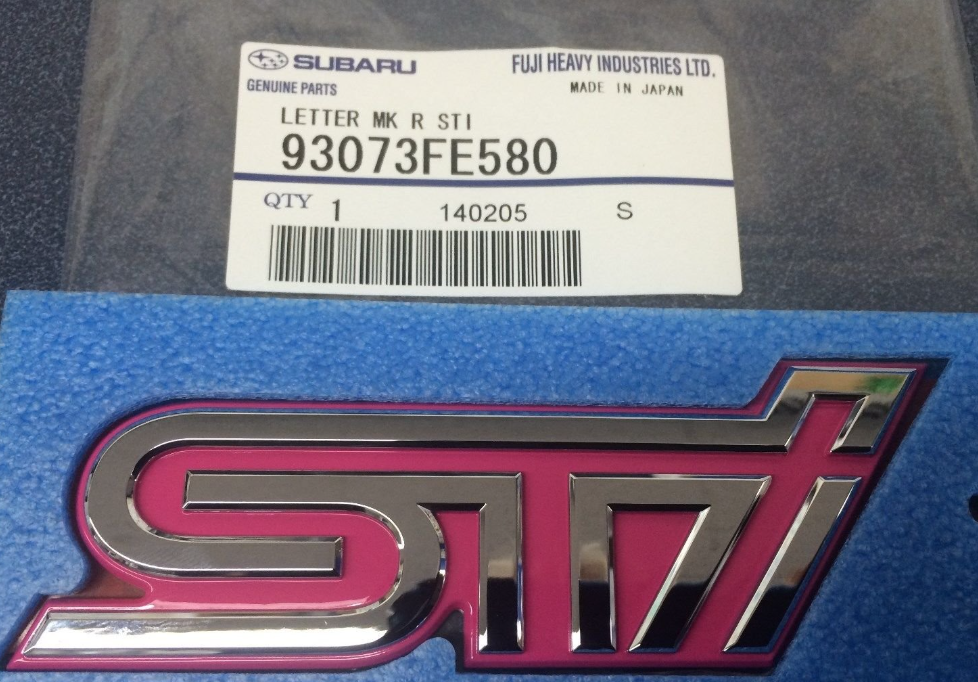 SUBARU FUJI HEAVY INDUSTRIES LTD.
GENUINE PARTS MADE IN JAPAN
LETTER MK R STI
93073FE580
QTY 1 140205 S
STi